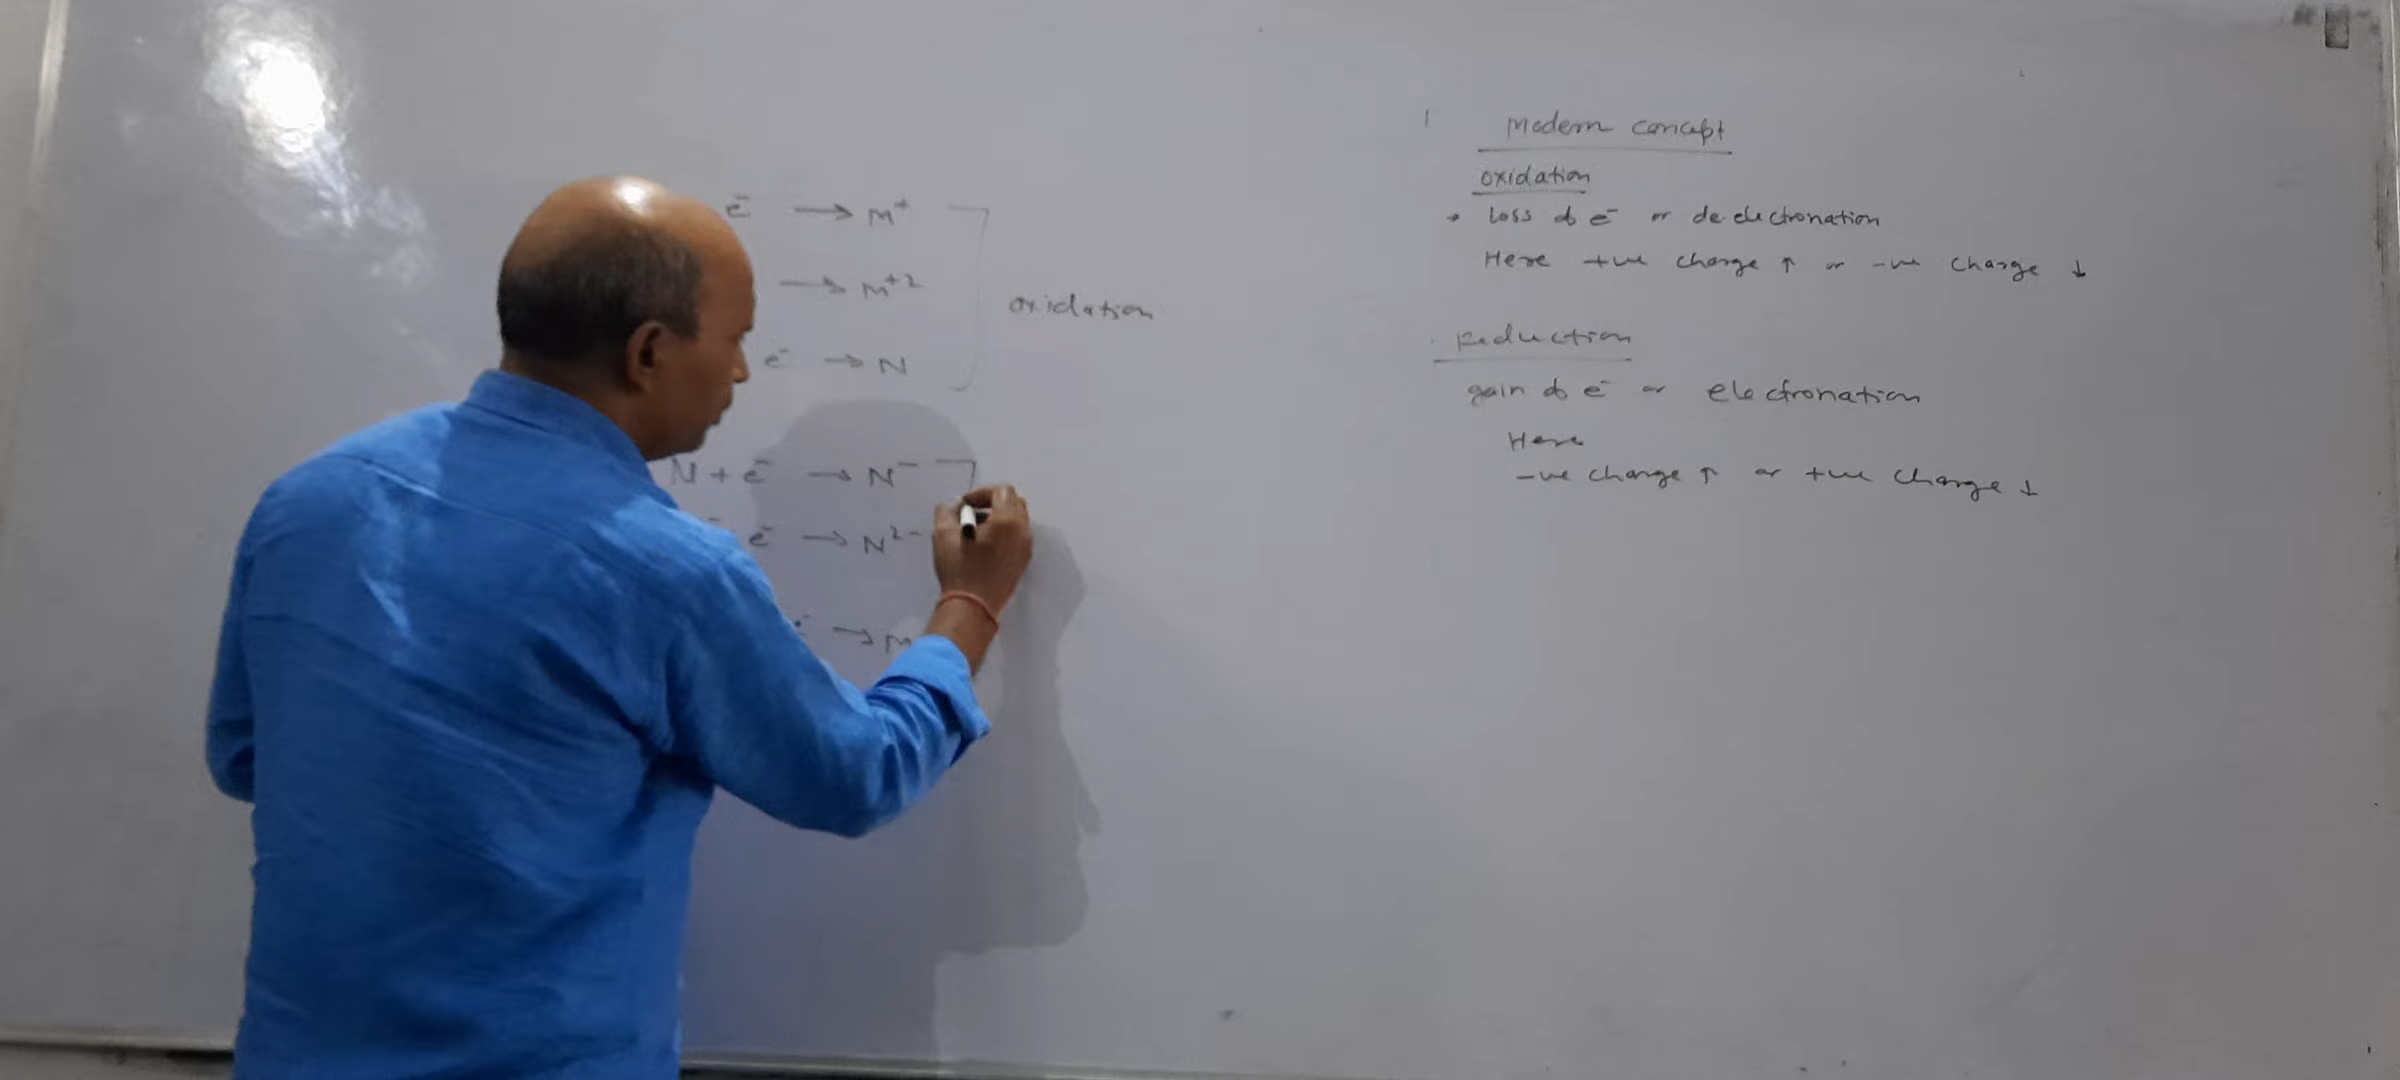 e⁻ → M⁺
→ M⁺²
e⁻ → N
oxidation
N + e⁻ → N⁻
e⁻ → N²⁻
→ M
Modern concept
oxidation
→ Loss of e⁻ or de electronation
Here +ve charge ↑ or -ve charge ↓
Reduction
gain of e⁻ or electronation
Here
-ve charge ↑ or +ve charge ↓